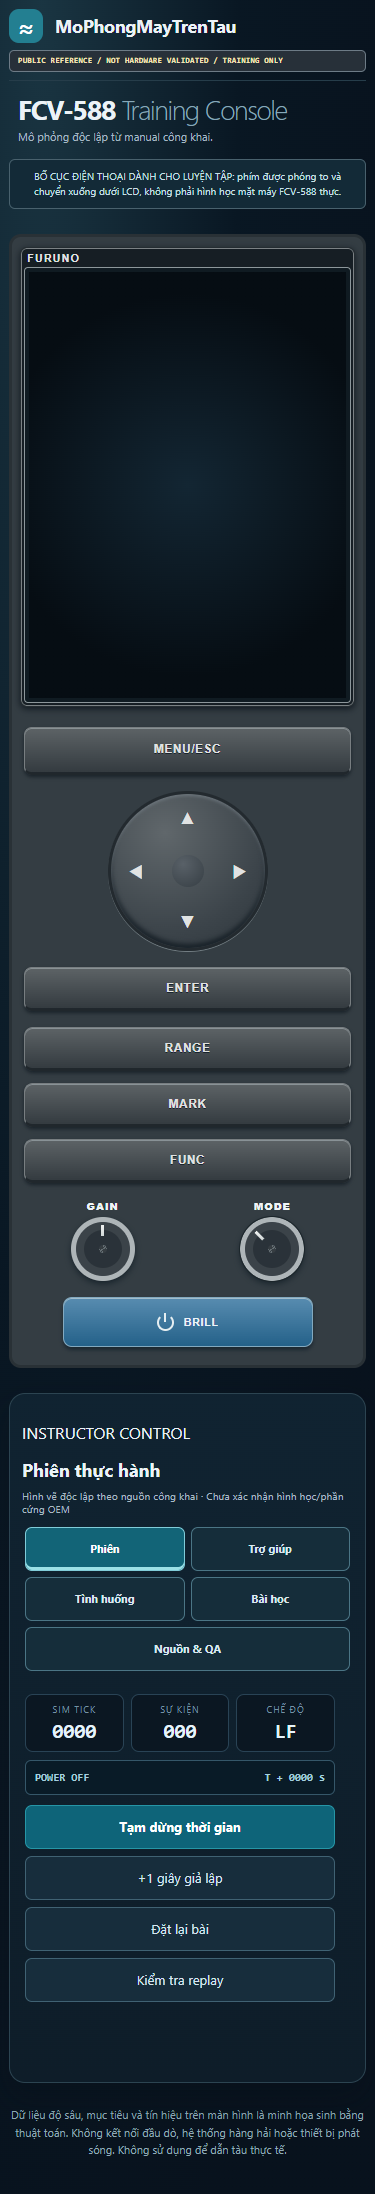 MoPhongMayTrenTau
PUBLIC REFERENCE / NOT HARDWARE VALIDATED / TRAINING ONLY
FCV-588 Training Console
Mô phỏng độc lập từ manual công khai.
BỐ CỤC ĐIỆN THOẠI DÀNH CHO LUYỆN TẬP: phím được phóng to và
chuyển xuống dưới LCD, không phải hình học mặt máy FCV-588 thực.
FURUNO
MENU/ESC
ENTER
RANGE
MARK
FUNC
GAIN MODE
BRILL
INSTRUCTOR CONTROL
Phiên thực hành
Hình vẽ độc lập theo nguồn công khai · Chưa xác nhận hình học/phần
cứng OEM
Phiên Trợ giúp
Tình huống Bài học
Nguồn & QA
SIM TICK SỰ KIỆN CHẾ ĐỘ
0000 000 LF
POWER OFF T + 0000 s
Tạm dừng thời gian
+1 giây giả lập
Đặt lại bài
Kiểm tra replay
Dữ liệu độ sâu, mục tiêu và tín hiệu trên màn hình là minh họa sinh bằng
thuật toán. Không kết nối đầu dò, hệ thống hàng hải hoặc thiết bị phát
sóng. Không sử dụng để dẫn tàu thực tế.